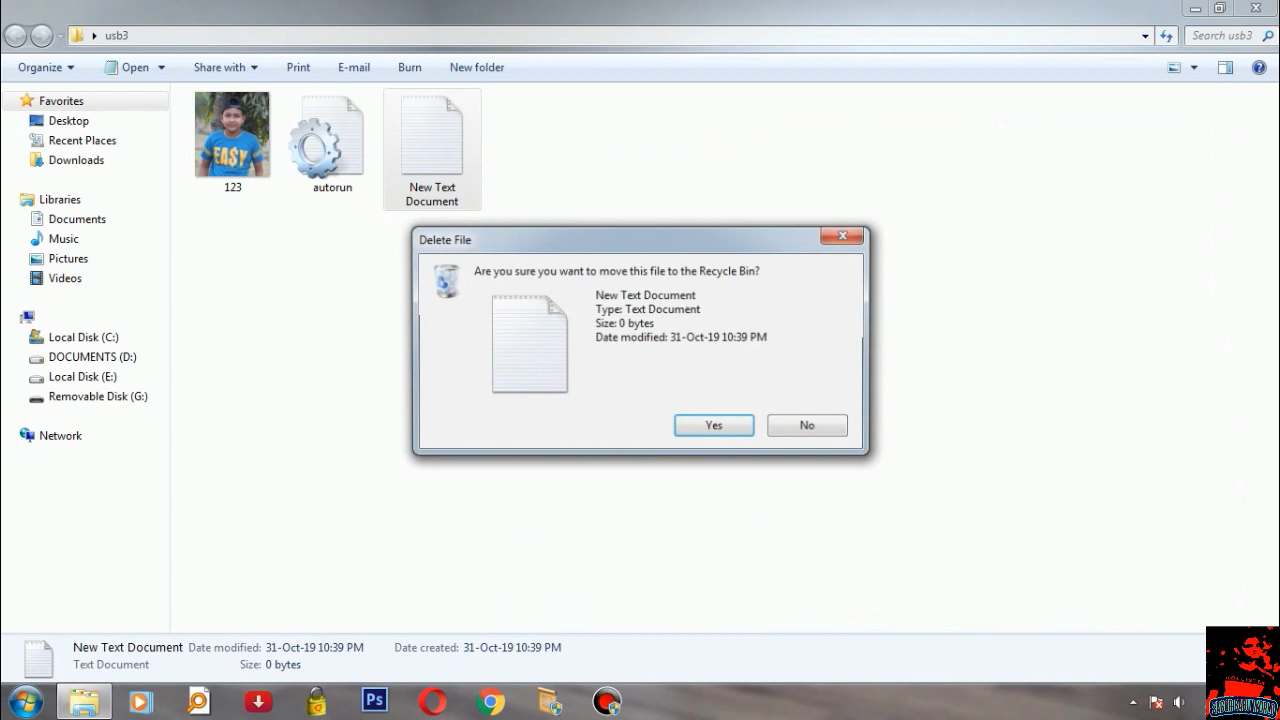 usb3
Search usb3
Organize
Open
Share with
Print
E-mail
Burn
New folder
Favorites
Desktop
Recent Places
Downloads
Libraries
Documents
Music
Pictures
Videos
Local Disk (C:)
DOCUMENTS (D:)
Local Disk (E:)
Removable Disk (G:)
Network
EA$Y
123
autorun
New Text
Document
Delete File
Are you sure you want to move this file to the Recycle Bin?
New Text Document
Type: Text Document
Size: 0 bytes
Date modified: 31-Oct-19 10:39 PM
Yes
No
New Text Document Date modified: 31-Oct-19 10:39 PM Date created: 31-Oct-19 10:39 PM
Text Document Size: 0 bytes
Ps